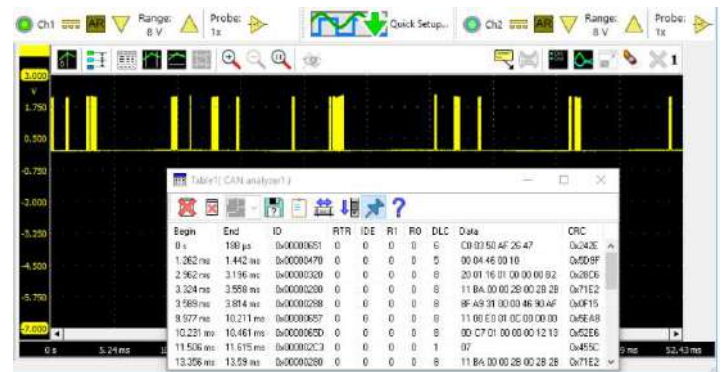 Ch1 AR Range: 8 V Probe: 1x Quick Setup... Ch2 AR Range: 8 V Probe: 1x
1
3.000
V
1.750
0.500
-0.750
-2.000
-3.250
-4.500
-5.750
-7.000
Table1( CAN analyzer1 )
Begin End ID RTR IDE R1 R0 DLC Data CRC
0 s 188 µs 0x00000651 0 0 0 0 6 C0 03 50 AF 26 47 0x242E
1.262 ms 1.442 ms 0x00000470 0 0 0 0 5 00 04 46 00 10 0x5D9F
2.962 ms 3.196 ms 0x00000320 0 0 0 0 8 20 01 16 01 00 00 00 B2 0x28C6
3.324 ms 3.558 ms 0x00000280 0 0 0 0 8 11 BA 00 00 28 00 28 28 0x71E2
3.589 ms 3.814 ms 0x00000288 0 0 0 0 8 8F A9 31 00 00 46 90 AF 0x0F15
9.977 ms 10.211 ms 0x00000657 0 0 0 0 8 11 00 E0 01 0C 00 00 00 0x5EA8
10.231 ms 10.461 ms 0x0000065D 0 0 0 0 8 0D C7 01 00 00 00 12 13 0x52E6
11.506 ms 11.615 ms 0x000002C3 0 0 0 0 1 07 0x455C
13.356 ms 13.59 ms 0x00000280 0 0 0 0 8 11 BA 00 00 28 00 28 28 0x71E2
0 s 5.24 ms 52.43 ms